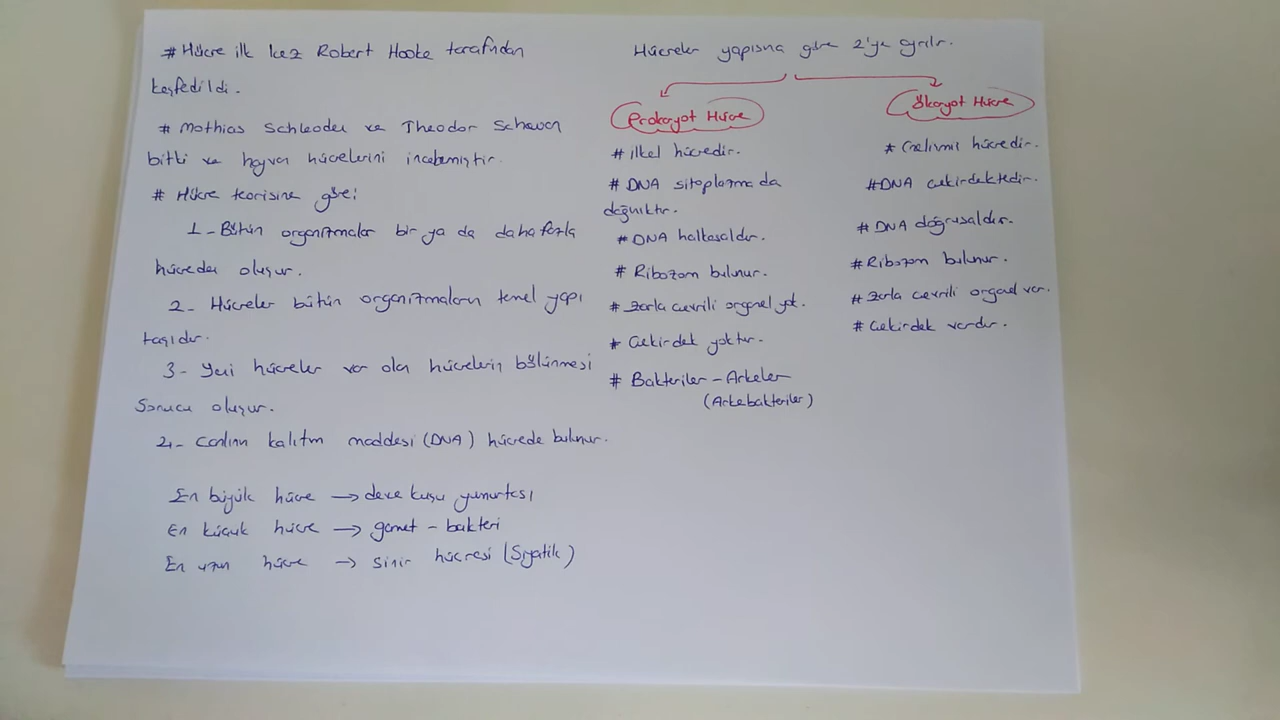 # Hücre ilk kez Robert Hooke tarafından
keşfedildi.
# Mathias Schleiden ve Theodor Schwan
bitki ve hayvan hücrelerini incelemiştir.
# Hücre teorisine göre;
1- Bütün organizmalar bir ya da daha fazla
hücreden oluşur.
2- Hücreler bütün organizmaların temel yapı
taşıdır.
3- Yeni hücreler var olan hücrelerin bölünmesi
sonucu oluşur.
4- Canlının kalıtım maddesi (DNA) hücrede bulunur.
En büyük hücre → deve kuşu yumurtası
En küçük hücre → gamet - bakteri
En uzun hücre → sinir hücresi (Siyatik)
Hücreler yapısına göre 2'ye ayrılır.
Prokaryot Hücre
# ilkel hücredir.
# DNA sitoplazmada
dağınıktır.
# DNA halkasaldır.
# Ribozom bulunur.
# Zarla çevrili organel yok.
# Çekirdek yoktur.
# Bakteriler - Arkeler
(Arkebakteriler)
Ökaryot Hücre
# Gelişmiş hücredir.
# DNA çekirdektedir.
# DNA doğrusaldır.
# Ribozom bulunur.
# Zarla çevrili organel var.
# Çekirdek vardır.